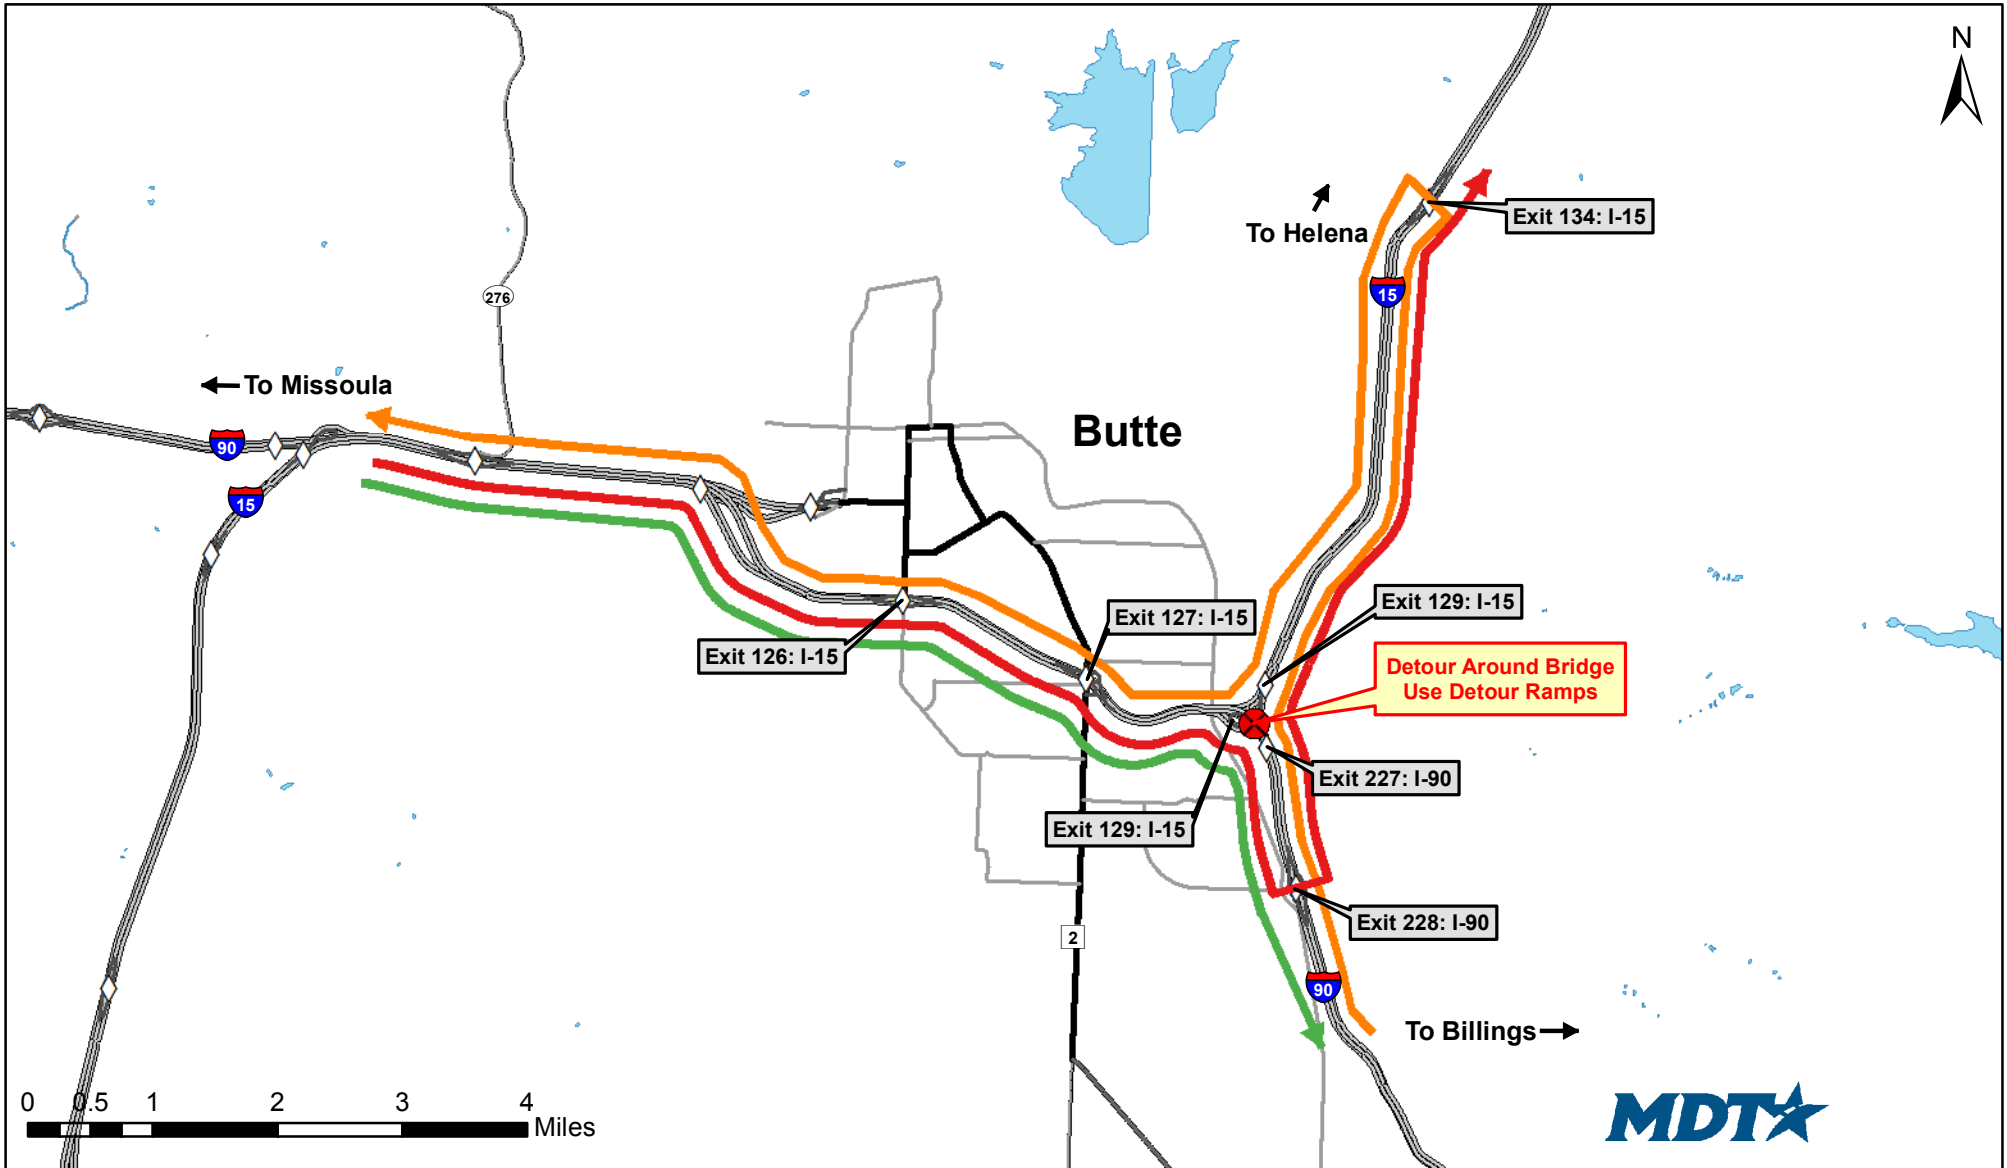 N
Exit 134: I-15
To Helena
15
276
To Missoula
90
15
Butte
Exit 129: I-15
Exit 127: I-15
Exit 126: I-15
Detour Around Bridge
Use Detour Ramps
Exit 227: I-90
Exit 129: I-15
Exit 228: I-90
2
90
To Billings
0 0.5 1 2 3 4
Miles
MDT